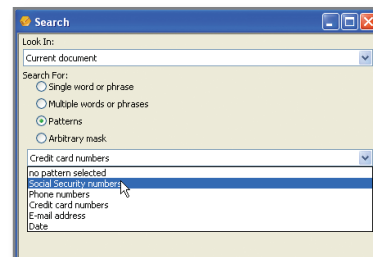 Search
Look In:
Current document
Search For:
Single word or phrase
Multiple words or phrases
Patterns
Arbitrary mask
Credit card numbers
no pattern selected
Social Security numbers
Phone numbers
Credit card numbers
E-mail address
Date